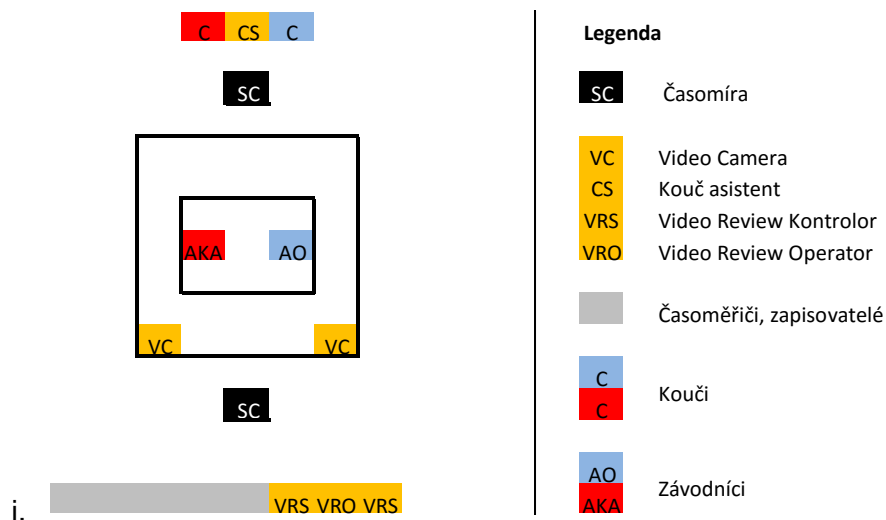 C CS C
SC
AKA AO
VC VC
SC
i. VRS VRO VRS
Legenda
SC Časomíra
VC Video Camera
CS Kouč asistent
VRS Video Review Kontrolor
VRO Video Review Operator
Časoměřiči, zapisovatelé
C
Kouči
C
AO
Závodníci
AKA